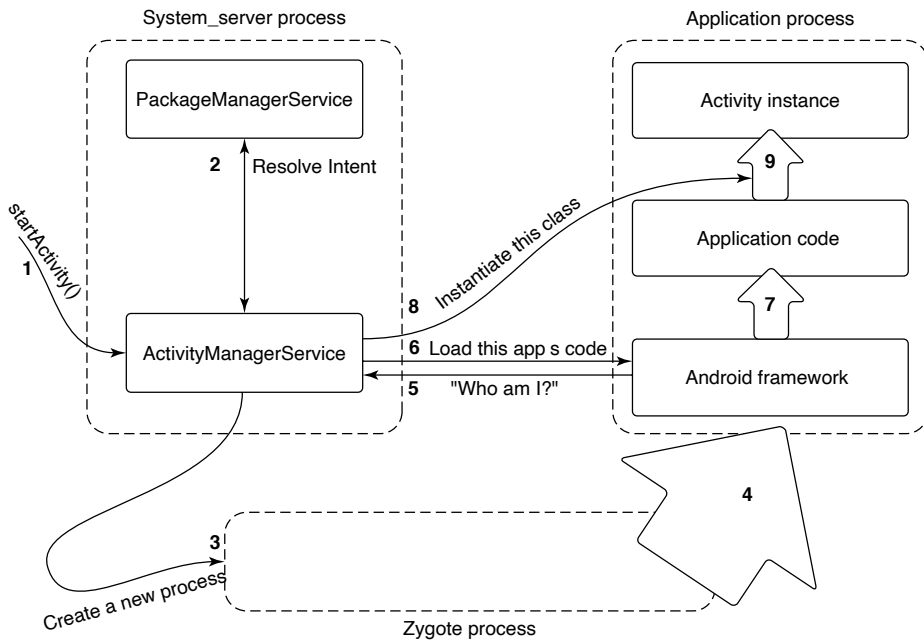 System_server process
Application process
PackageManagerService
Activity instance
2
Resolve Intent
9
startActivity()
1
Instantiate this class
Application code
8
7
ActivityManagerService
6 Load this app s code
5 "Who am I?"
Android framework
4
3
Create a new process
Zygote process